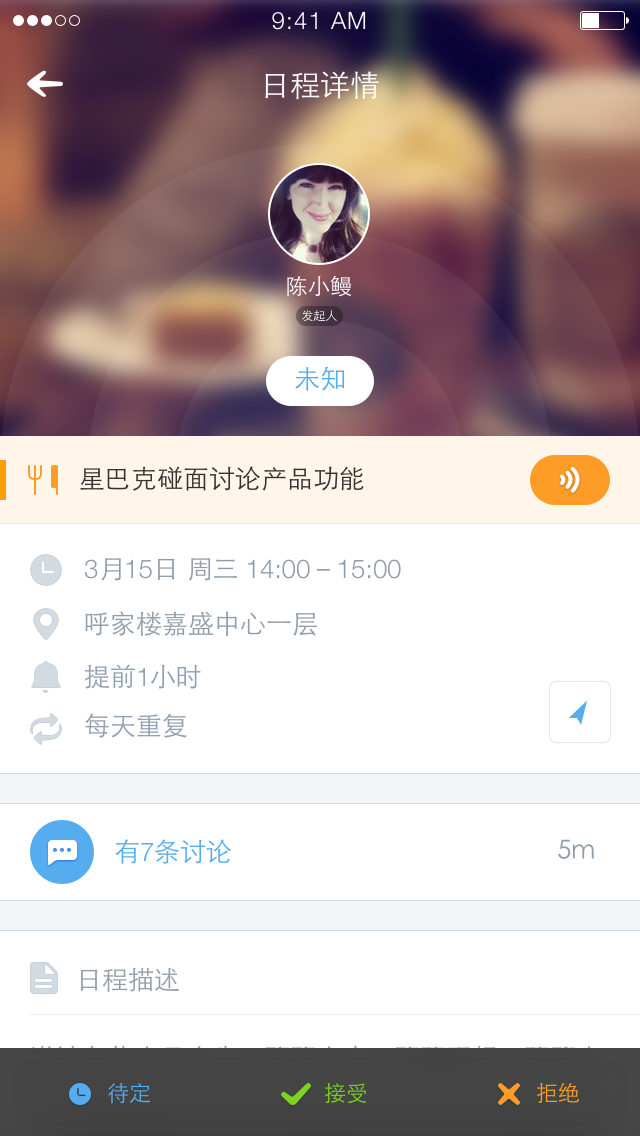 9:41 AM
日程详情
陈小鳗
发起人
未知
星巴克碰面讨论产品功能
3月15日 周三 14:00 – 15:00
呼家楼嘉盛中心一层
提前1小时
每天重复
有7条讨论
5m
日程描述
待定
接受
拒绝